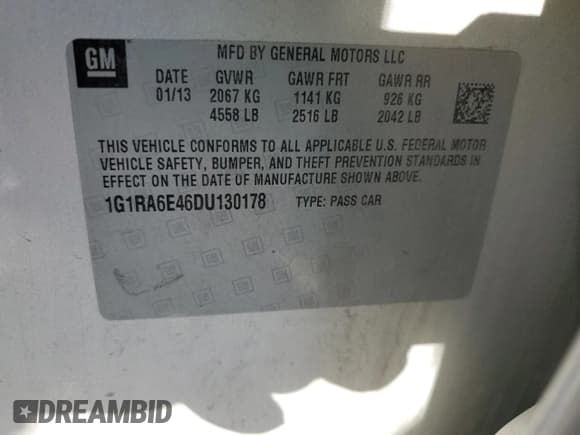 GM
MFD BY GENERAL MOTORS LLC
DATE GVWR GAWR FRT GAWR RR
01/13 2067 KG 1141 KG 926 KG
4558 LB 2516 LB 2042 LB
THIS VEHICLE CONFORMS TO ALL APPLICABLE U.S. FEDERAL MOTOR
VEHICLE SAFETY, BUMPER, AND THEFT PREVENTION STANDARDS IN
EFFECT ON THE DATE OF MANUFACTURE SHOWN ABOVE.
1G1RA6E46DU130178 TYPE: PASS CAR
DREAMBID